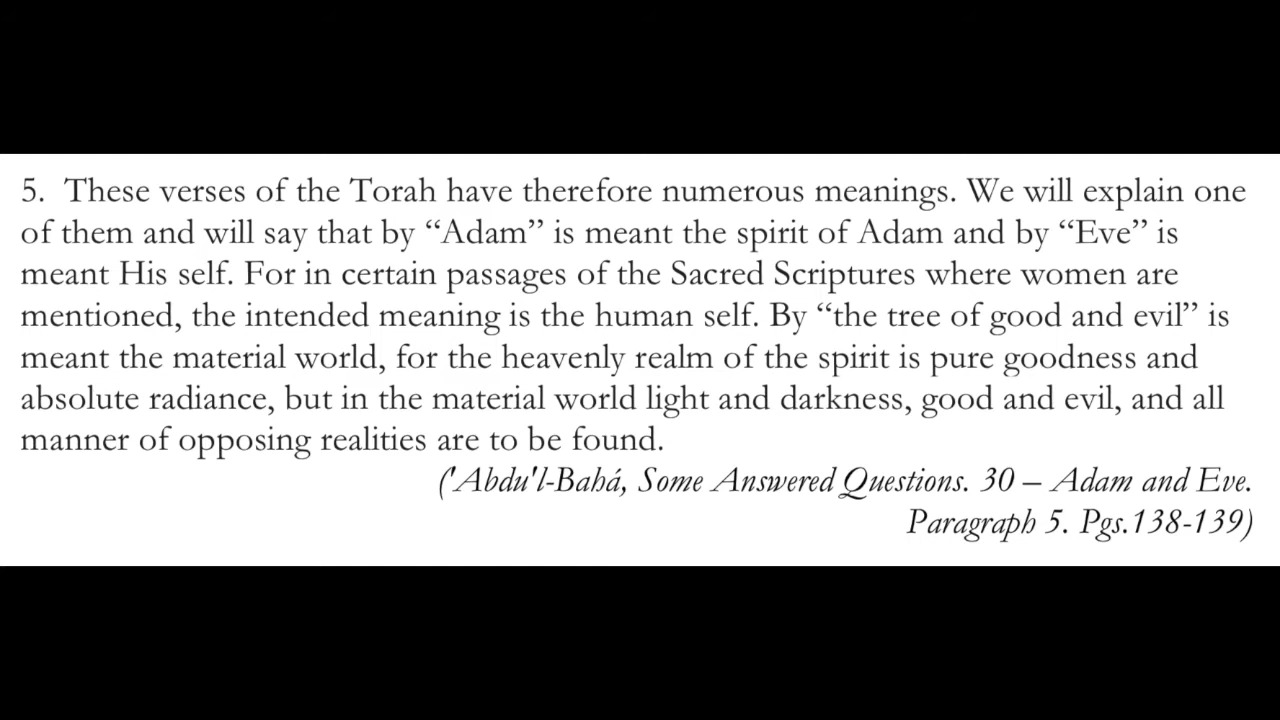 5.  These verses of the Torah have therefore numerous meanings. We will explain one
of them and will say that by “Adam” is meant the spirit of Adam and by “Eve” is
meant His self. For in certain passages of the Sacred Scriptures where women are
mentioned, the intended meaning is the human self. By “the tree of good and evil” is
meant the material world, for the heavenly realm of the spirit is pure goodness and
absolute radiance, but in the material world light and darkness, good and evil, and all
manner of opposing realities are to be found.
('Abdu'l-Bahá, Some Answered Questions. 30 – Adam and Eve.
Paragraph 5. Pgs.138-139)